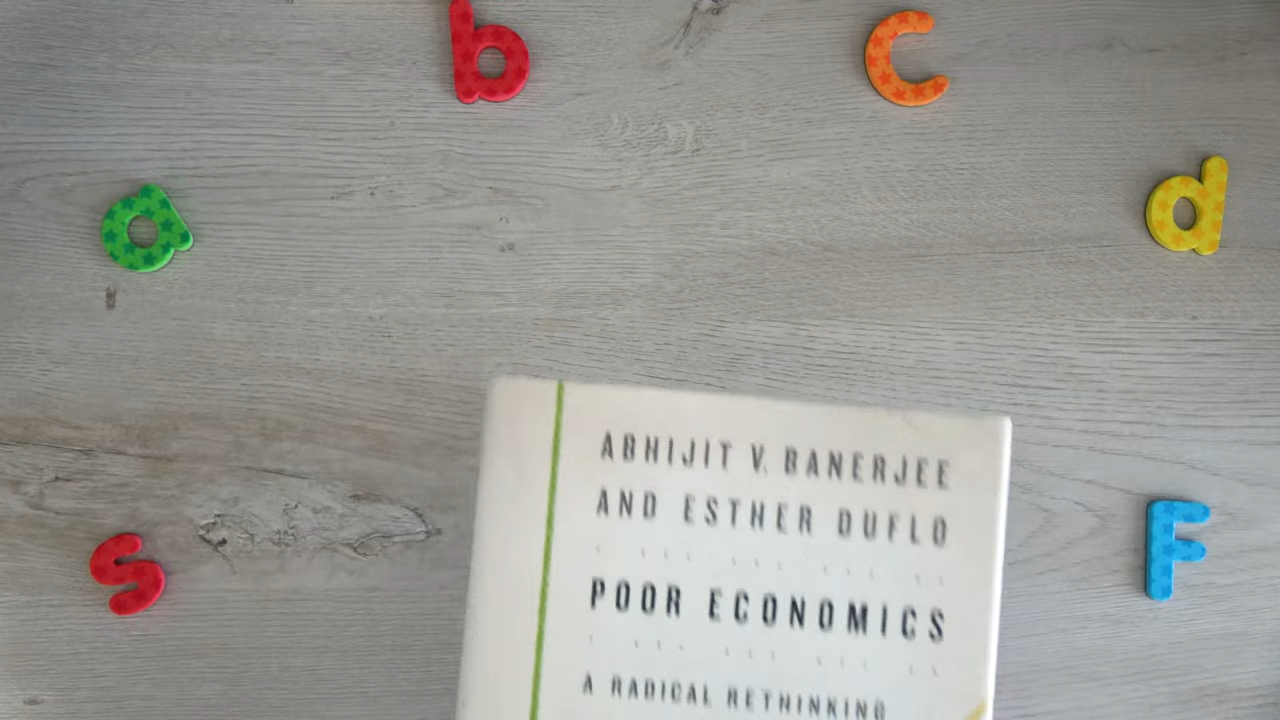 b c
a d
ABHIJIT V. BANERJEE
AND ESTHER DUFLO
POOR ECONOMICS
A RADICAL RETHINKING
s F